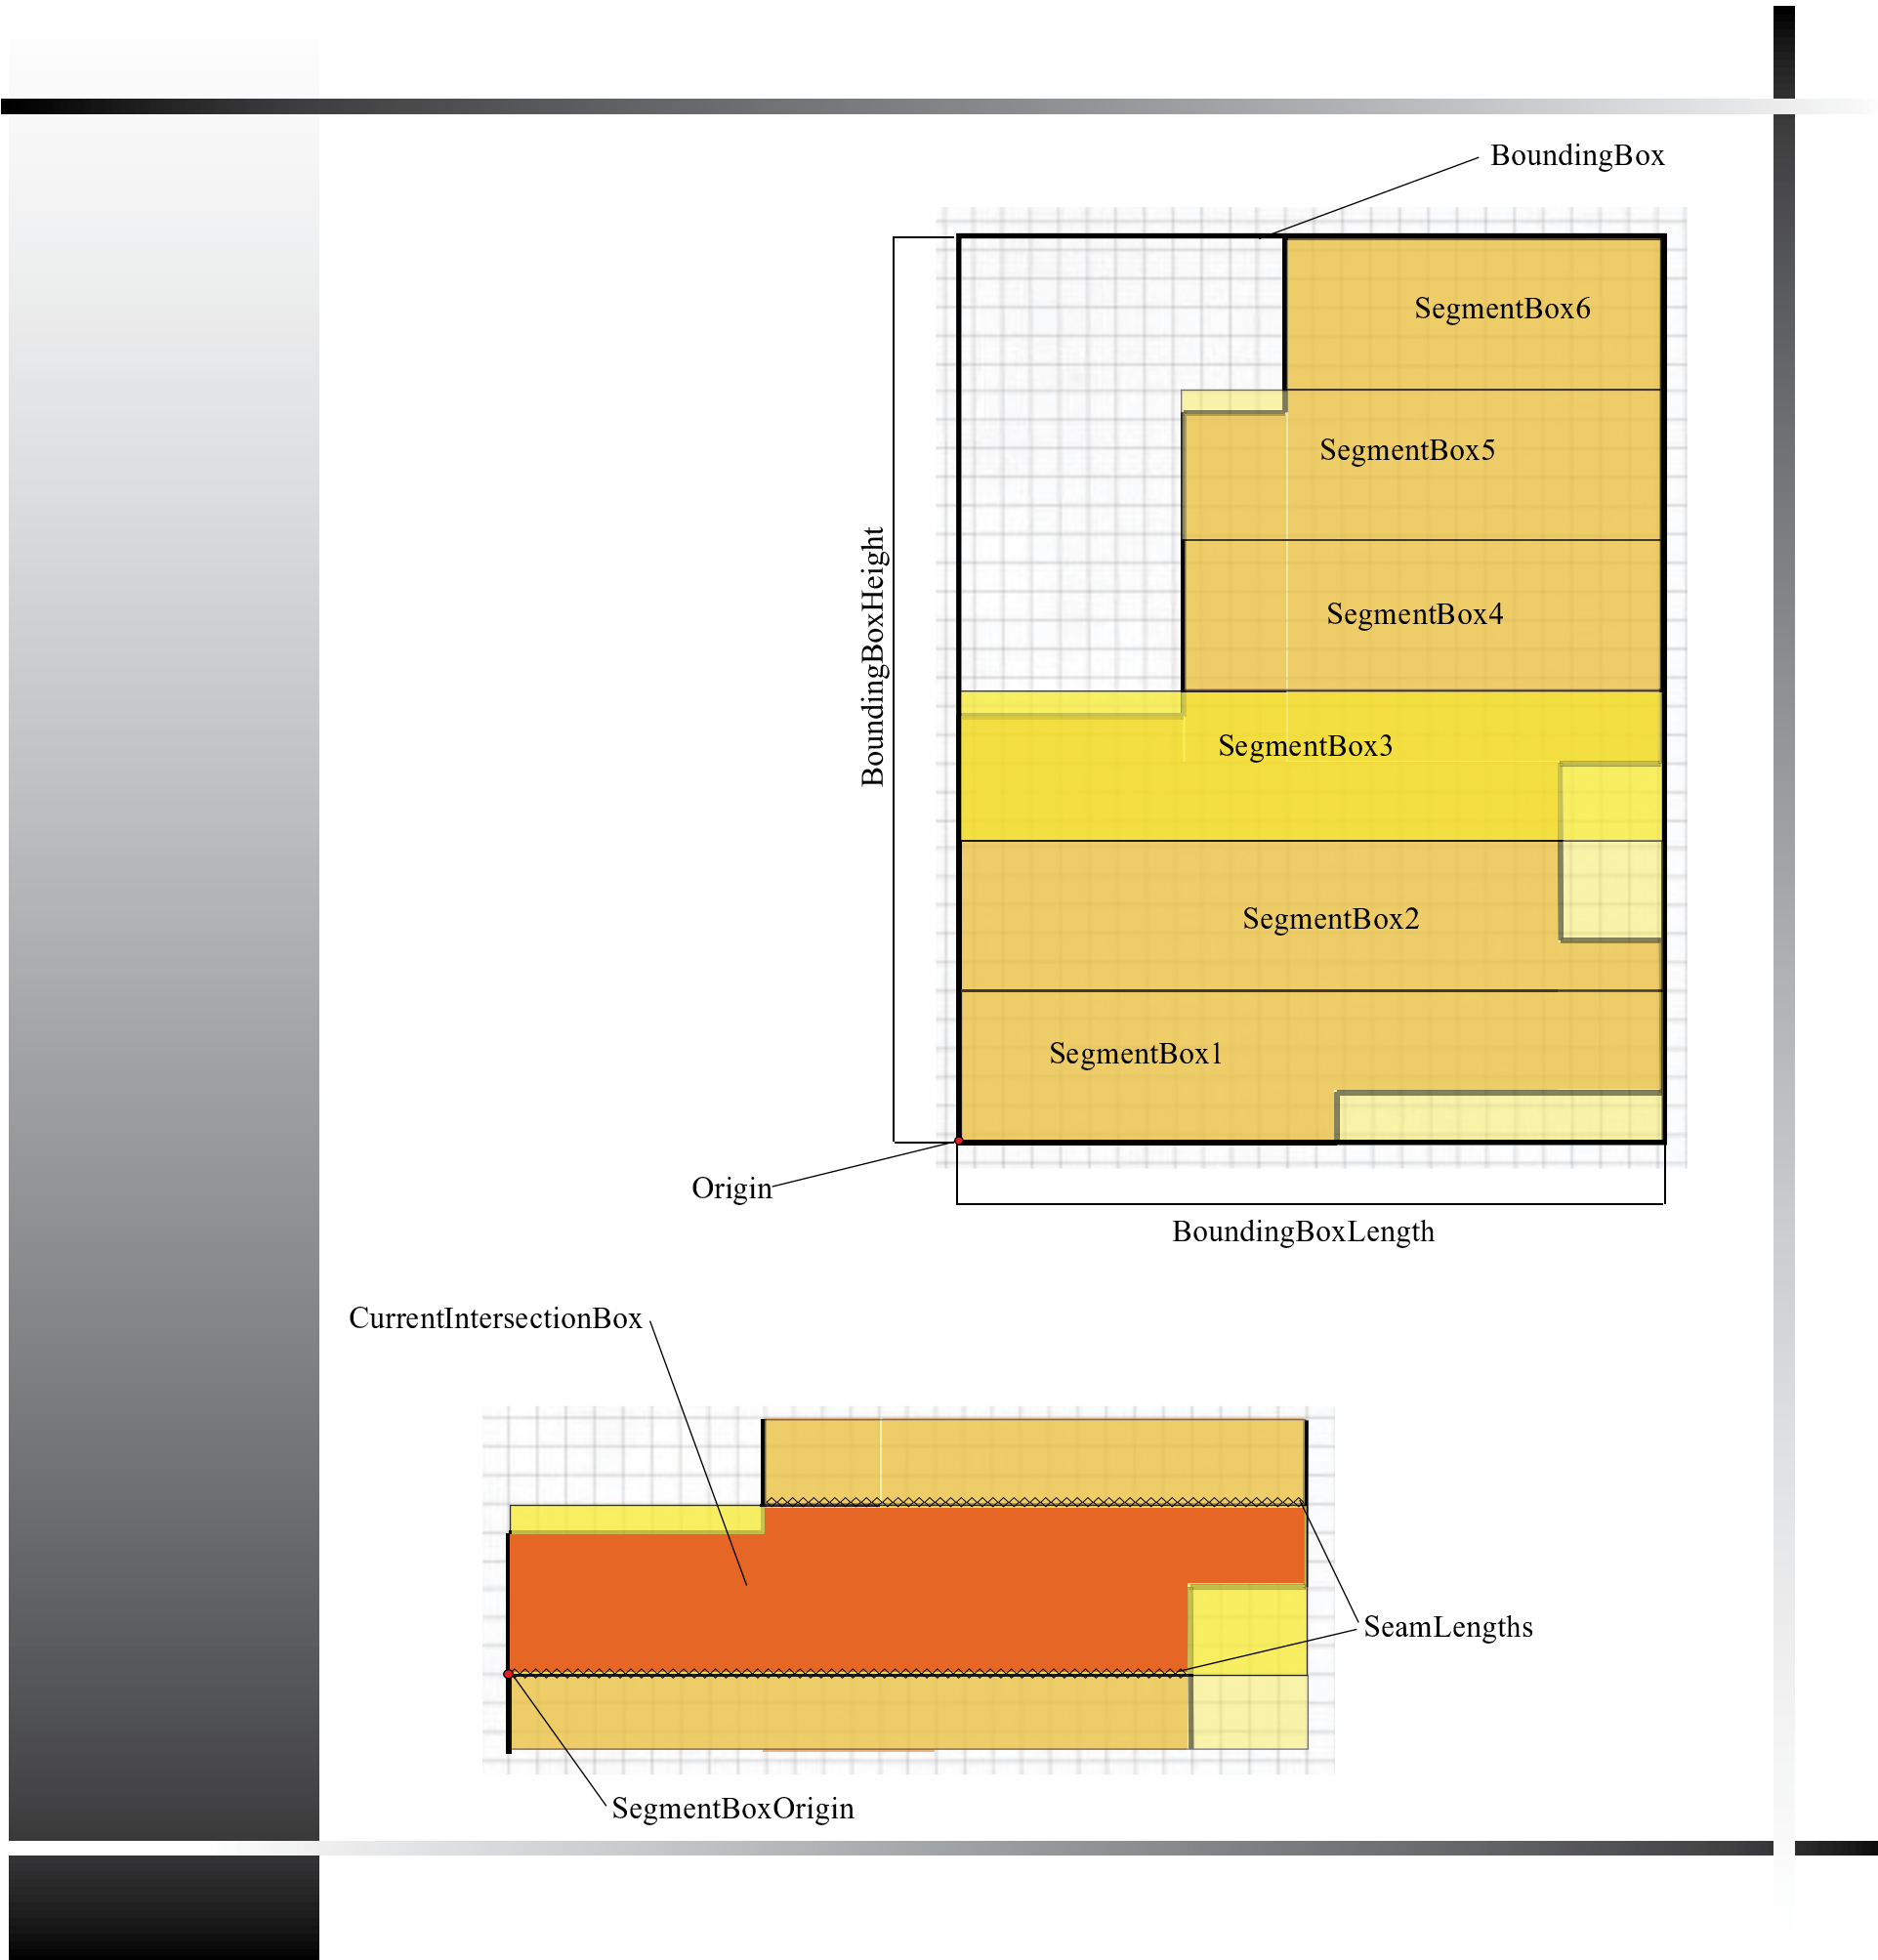 BoundingBox
SegmentBox6
SegmentBox5
BoundingBoxHeight
SegmentBox4
SegmentBox3
SegmentBox2
SegmentBox1
Origin
BoundingBoxLength
CurrentIntersectionBox
SeamLengths
SegmentBoxOrigin